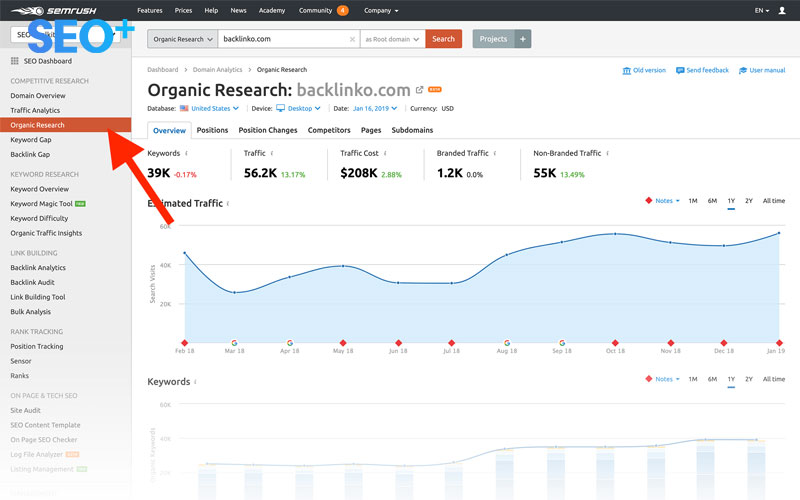 SEMRUSH
Features Prices Help News Academy Community 4 Company EN
SEO+
Organic Research backlinko.com × as Root domain Search Projects +
SEO Dashboard
COMPETITIVE RESEARCH
Domain Overview
Traffic Analytics
Organic Research
Keyword Gap
Backlink Gap
KEYWORD RESEARCH
Keyword Overview
Keyword Magic Tool NEW
Keyword Difficulty
Organic Traffic Insights
LINK BUILDING
Backlink Analytics
Backlink Audit
Link Building Tool
Bulk Analysis
RANK TRACKING
Position Tracking
Sensor
Ranks
ON PAGE & TECH SEO
Site Audit
SEO Content Template
On Page SEO Checker
Log File Analyzer BETA
Listing Management NEW
Dashboard > Domain Analytics > Organic Research
Old version Send feedback User manual
Organic Research: backlinko.com
Database: United States Device: Desktop Date: Jan 16, 2019 Currency: USD
Overview Positions Position Changes Competitors Pages Subdomains
Keywords i Traffic i Traffic Cost i Branded Traffic i Non-Branded Traffic i
39K -0.17% 56.2K 13.17% $208K 2.88% 1.2K 0.0% 55K 13.49%
Estimated Traffic i
Notes 1M 6M 1Y 2Y All time
60K
40K
20K
Search Visits
Feb 18 Mar 18 Apr 18 May 18 Jun 18 Jul 18 Aug 18 Sep 18 Oct 18 Nov 18 Dec 18 Jan 19
Keywords i
Notes 1M 6M 1Y 2Y All time
60K
40K
20K
Organic Keywords